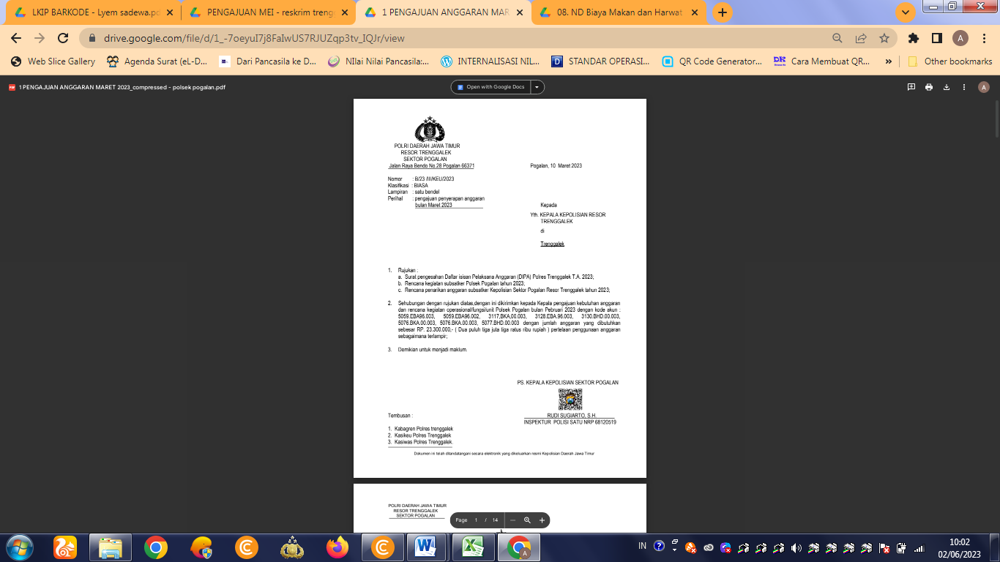 LKIP BARKODE - Lyem sadewa.pd
PENGAJUAN MEI - reskrim treng
1 PENGAJUAN ANGGARAN MAR
08. ND Biaya Makan dan Harwat
drive.google.com/file/d/1_-7oeyuI7j8FaIwUS7RJUZqp3tv_IQJr/view
A
Web Slice Gallery
Agenda Surat (eL-D...
Dari Pancasila ke D...
NIlai Nilai Pancasila:...
INTERNALISASI NIL...
STANDAR OPERASI...
QR Code Generator...
Cara Membuat QR...
»
Other bookmarks
1 PENGAJUAN ANGGARAN MARET 2023_compressed - polsek pogalan.pdf
Open with Google Docs
A
POLRI DAERAH JAWA TIMUR
RESOR TRENGGALEK
SEKTOR POGALAN
Jalan Raya Bendo No.28 Pogalan 66371
Pogalan, 10 Maret 2023
Nomor : B/23 /III/KEU/2023
Klasifikasi : BIASA
Lampiran : satu bendel
Perihal : pengajuan penyerapan anggaran
bulan Maret 2023
Kepada
Yth. KEPALA KEPOLISIAN RESOR
TRENGGALEK
di
Trenggalek
1. Rujukan :
a. Surat pengesahan Daftar isisan Pelaksana Anggaran (DIPA) Polres Trenggalek T.A. 2023;
b. Rencana kegiatan subsatker Polsek Pogalan tahun 2023;
c. Rencana penarikan anggaran subsatker Kepolisian Sektor Pogalan Resor Trenggalek tahun 2023;
2. Sehubungan dengan rujukan diatas,dengan ini dikirimkan kepada Kepala pengajuan kebutuhan anggaran
dan rencana kegiatan operasional/fungsi/unit Polsek Pogalan bulan Pebruari 2023 dengan kode akun :
5059.EBA96.003, 5059.EBA96.002, 3117,BKA,00.003, 3128.EBA.96.003, 3130.BHD.00.003,
5076.BKA.00,003, 5076.BKA.00.003, 5077.BHD.00.003 dengan jumlah anggaran yang dibutuhkan
sebesar RP. 23.300.000,- ( Dua puluh tiga juta tiga ratus ribu rupiah ) pertelaan penggunaan anggaran
sebagaimana terlampir;
3. Demikian untuk menjadi maklum.
PS. KEPALA KEPOLISIAN SEKTOR POGALAN
RUDI SUGIARTO, S.H.
INSPEKTUR POLISI SATU NRP 68120519
Tembusan :
1. Kabagren Polres trenggalek
2. Kasikeu Polres Trenggalek
3. Kasiwas Polres Trenggalek.
Dokumen ini telah ditandatangani secara elektronik yang dikeluarkan resmi Kepolisian Daerah Jawa Timur
POLRI DAERAH JAWA TIMUR
RESOR TRENGGALEK
SEKTOR POGALAN
Page 1 / 14
IN
10:02
02/06/2023